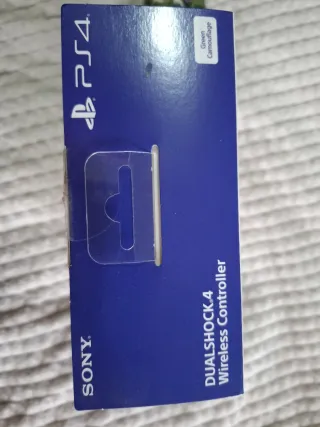 SONY
PS4
DUALSHOCK.4
Wireless Controller
Green
Camouflage